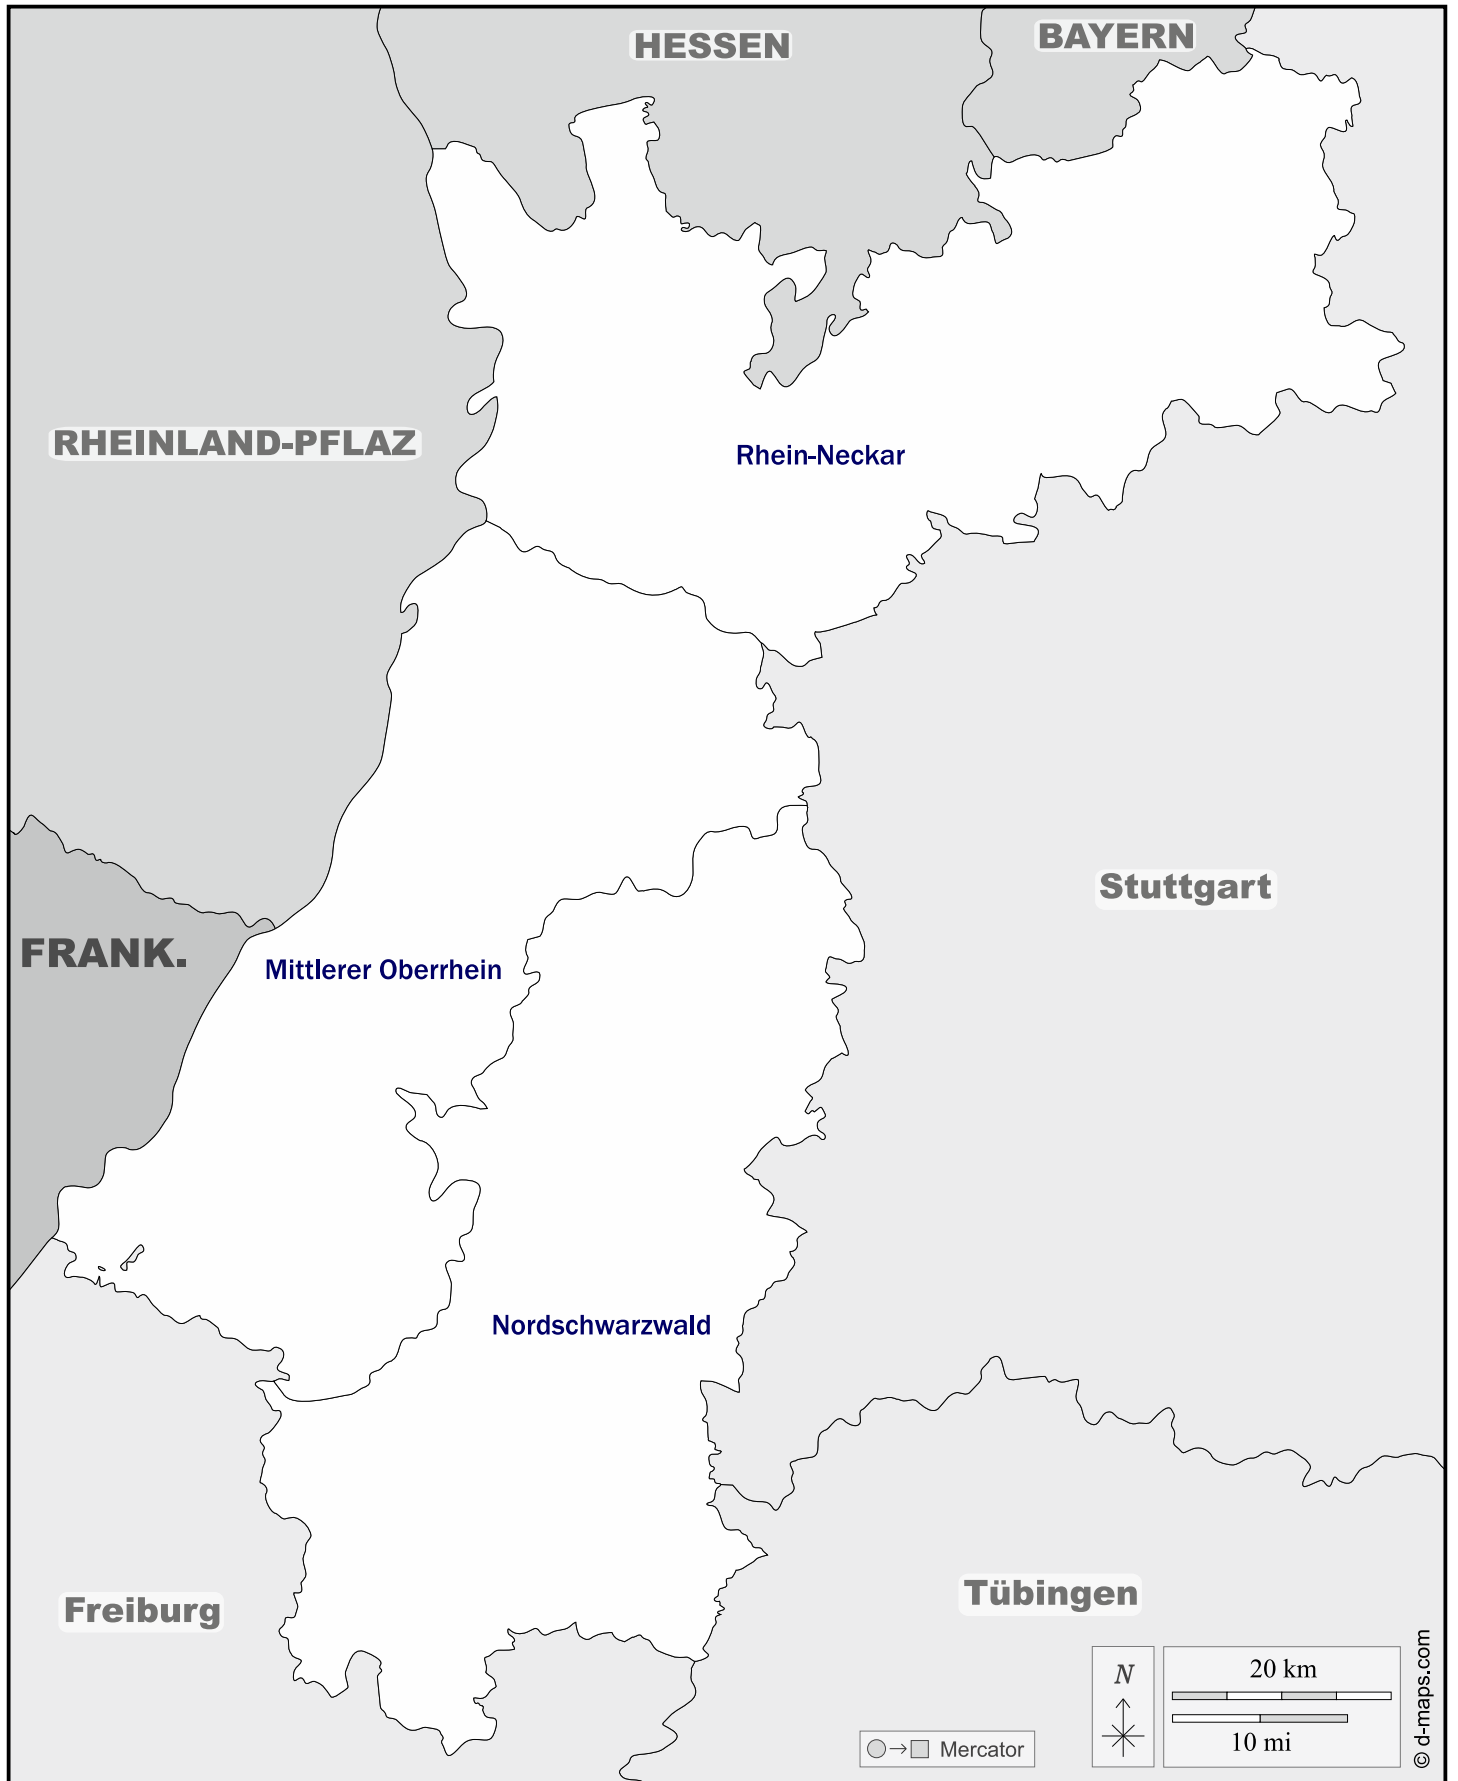 HESSEN
BAYERN
RHEINLAND-PFLAZ
Rhein-Neckar
Stuttgart
FRANK.
Mittlerer Oberrhein
Nordschwarzwald
Freiburg
Tübingen
N
20 km
10 mi
Mercator
© d-maps.com